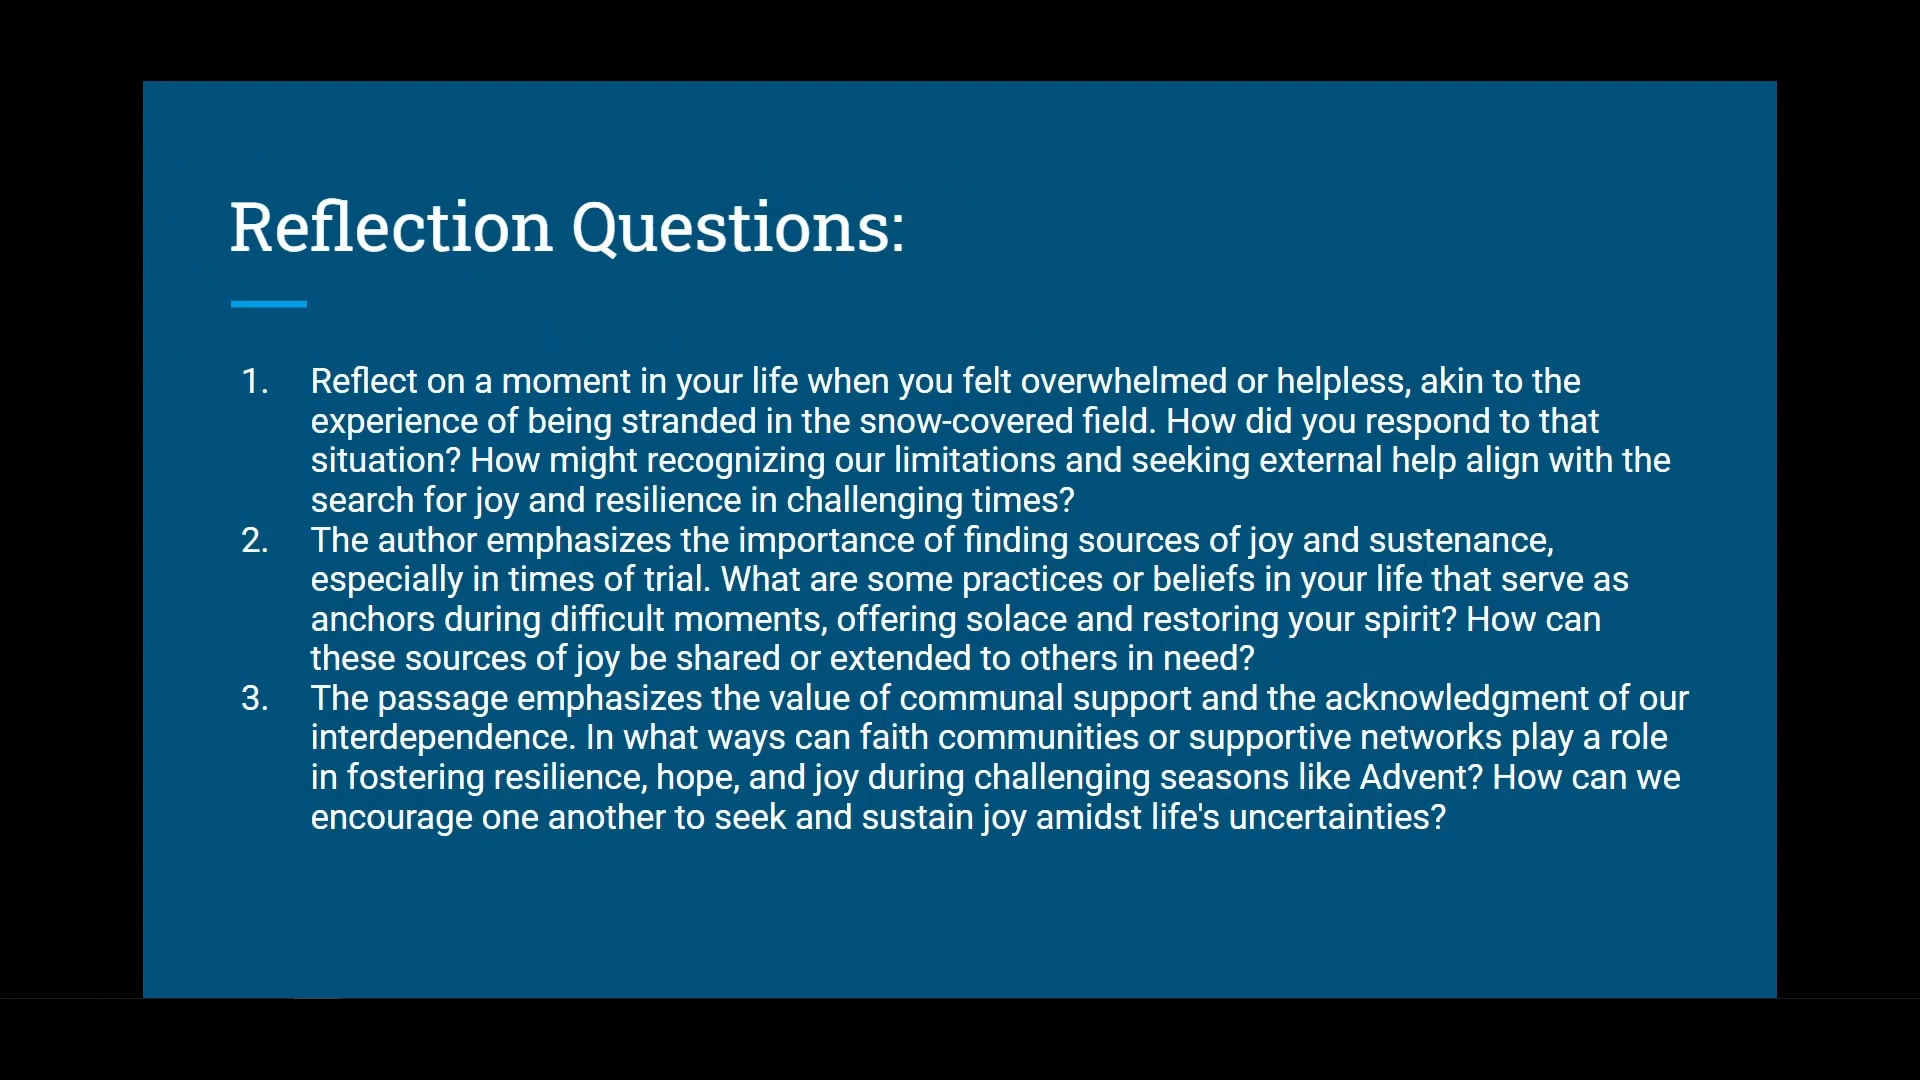 Reflection Questions:
1. Reflect on a moment in your life when you felt overwhelmed or helpless, akin to the
experience of being stranded in the snow-covered field. How did you respond to that
situation? How might recognizing our limitations and seeking external help align with the
search for joy and resilience in challenging times?
2. The author emphasizes the importance of finding sources of joy and sustenance,
especially in times of trial. What are some practices or beliefs in your life that serve as
anchors during difficult moments, offering solace and restoring your spirit? How can
these sources of joy be shared or extended to others in need?
3. The passage emphasizes the value of communal support and the acknowledgment of our
interdependence. In what ways can faith communities or supportive networks play a role
in fostering resilience, hope, and joy during challenging seasons like Advent? How can we
encourage one another to seek and sustain joy amidst life's uncertainties?